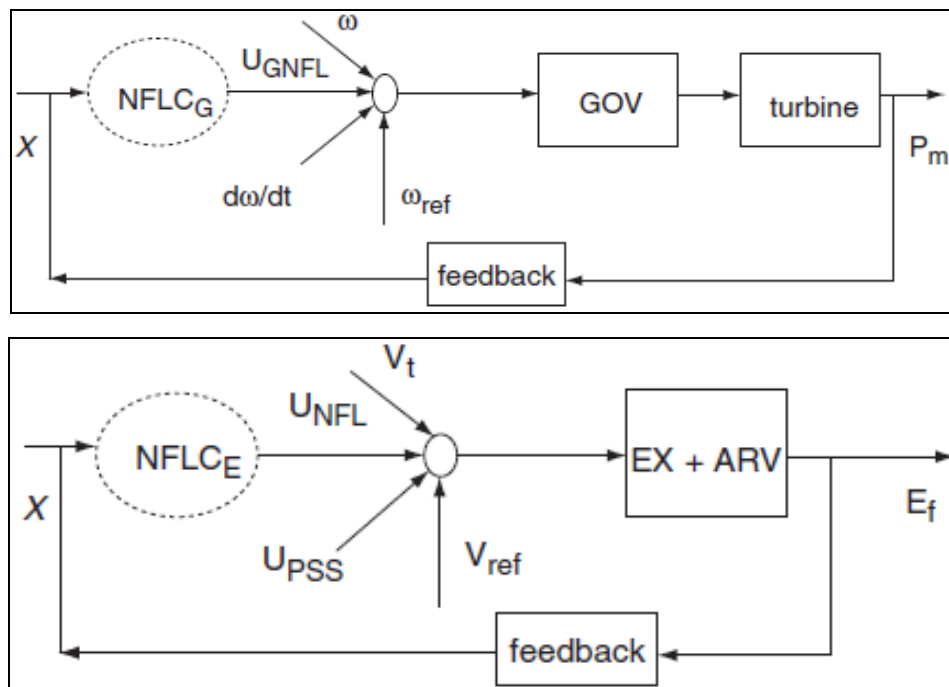 ω
U_GNFL
NFLC_G
GOV
turbine
X
P_m
dω/dt
ω_ref
feedback
V_t
U_NFL
NFLC_E
EX + ARV
X
E_f
U_PSS
V_ref
feedback